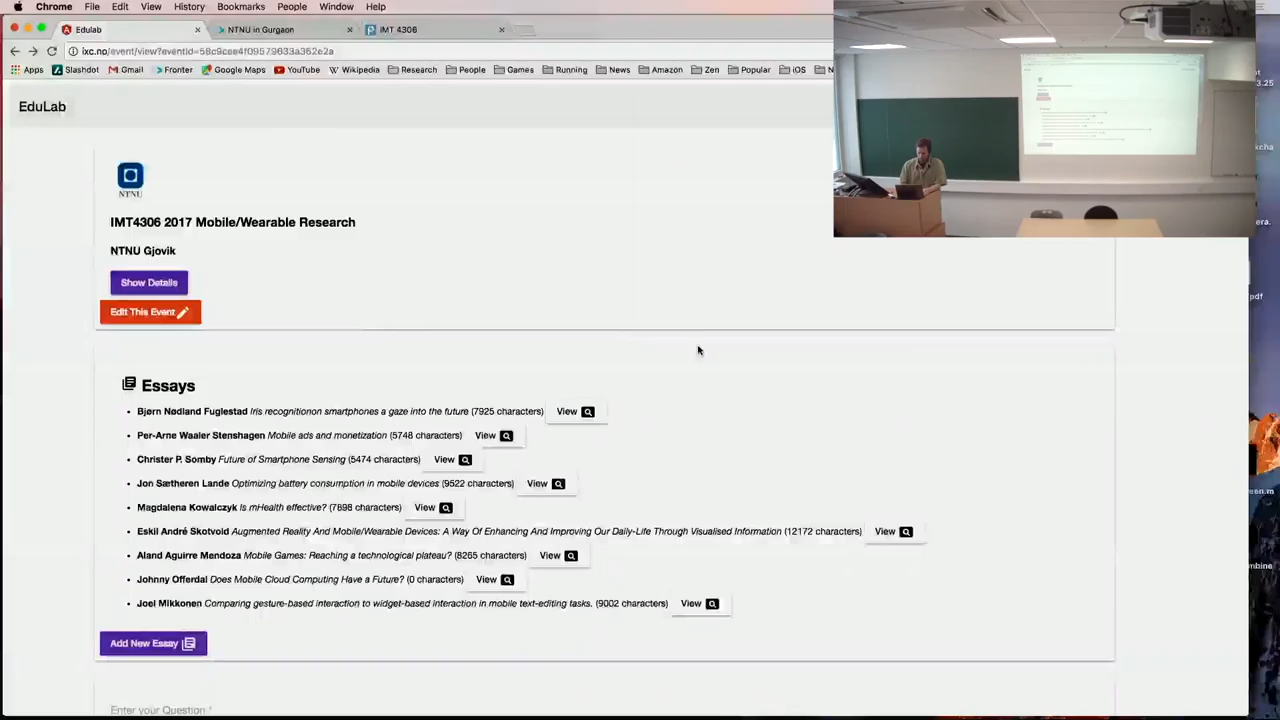 Chrome File Edit View History Bookmarks People Window Help
Edulab NTNU in Gurgaon IMT 4306
Apps Slashdot Gmail Fronter Google Maps YouTube Wikipedia Research People Games Running News Amazon Zen Popular iOS
EduLab
NTNU
IMT4306 2017 Mobile/Wearable Research
NTNU Gjovik
Show Details
Edit This Event
Essays
Bjørn Nødland Fuglestad Iris recognitionon smartphones a gaze into the future (7925 characters) View
Per-Arne Waaler Stenshagen Mobile ads and monetization (5748 characters) View
Christer P. Somby Future of Smartphone Sensing (5474 characters) View
Jon Sætheren Lande Optimizing battery consumption in mobile devices (9522 characters) View
Magdalena Kowalczyk Is mHealth effective? (7898 characters) View
Eskil André Skotvoid Augmented Reality And Mobile/Wearable Devices: A Way Of Enhancing And Improving Our Daily-Life Through Visualised Information (12172 characters) View
Aland Aguirre Mendoza Mobile Games: Reaching a technological plateau? (8265 characters) View
Johnny Offerdal Does Mobile Cloud Computing Have a Future? (0 characters) View
Joel Mikkonen Comparing gesture-based interaction to widget-based interaction in mobile text-editing tasks. (9002 characters) View
Add New Essay
Enter your Question *